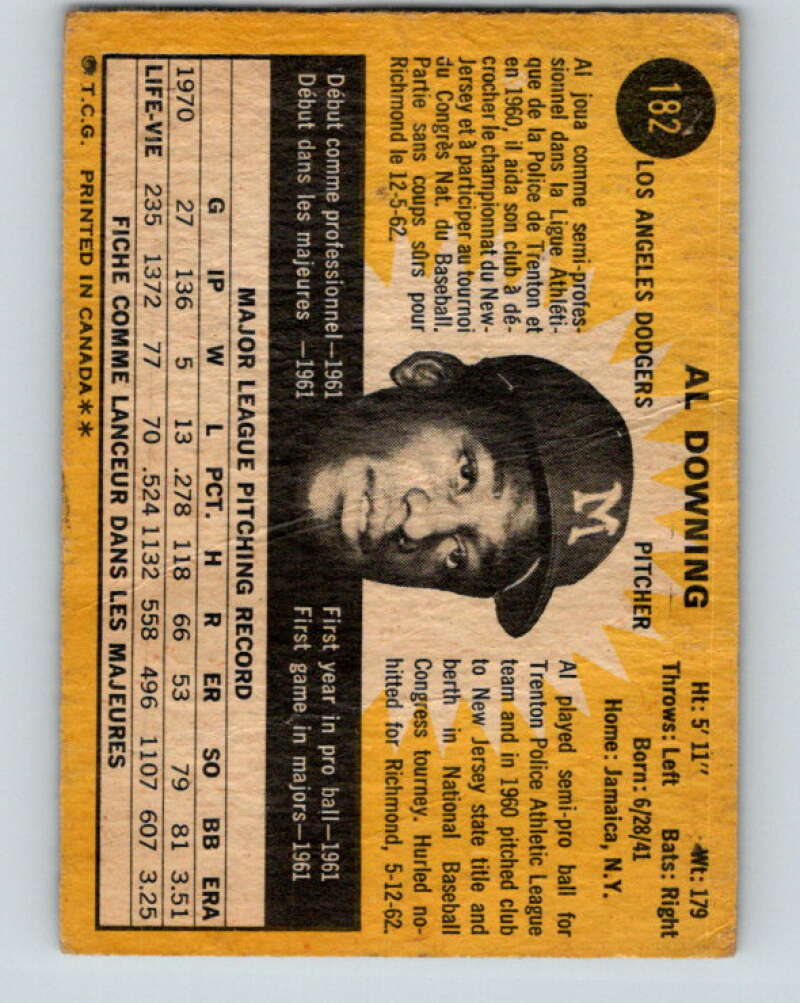 182
AL DOWNING
LOS ANGELES DODGERS PITCHER
Ht: 5' 11" Wt: 179
Throws: Left Bats: Right
Born: 6/28/41
Home: Jamaica, N.Y.
Al joua comme semi-profes-
sionnel dans la Ligue Athléti-
que de la Police de Trenton et
en 1960, il aida son club à dé-
crocher le championnat du New-
Jersey et à participer au tournoi
du Congrès Nat. du Baseball.
Partie sans coups sûrs pour
Richmond le 12-5-62.
M
Al played semi-pro ball for
Trenton Police Athletic League
team and in 1960 pitched club
to New Jersey state title and
berth in National Baseball
Congress tourney. Hurled no-
hitted for Richmond, 5-12-62.
Début comme professionnel—1961
Début dans les majeures —1961
First year in pro ball—1961
First game in majors—1961
MAJOR LEAGUE PITCHING RECORD
G IP W L PCT. H R ER SO BB ERA
1970 27 136 5 13 .278 118 66 53 79 81 3.51
LIFE-VIE 235 1372 77 70 .524 1132 558 496 1107 607 3.25
FICHE COMME LANCEUR DANS LES MAJEURES
© T.C.G. PRINTED IN CANADA**